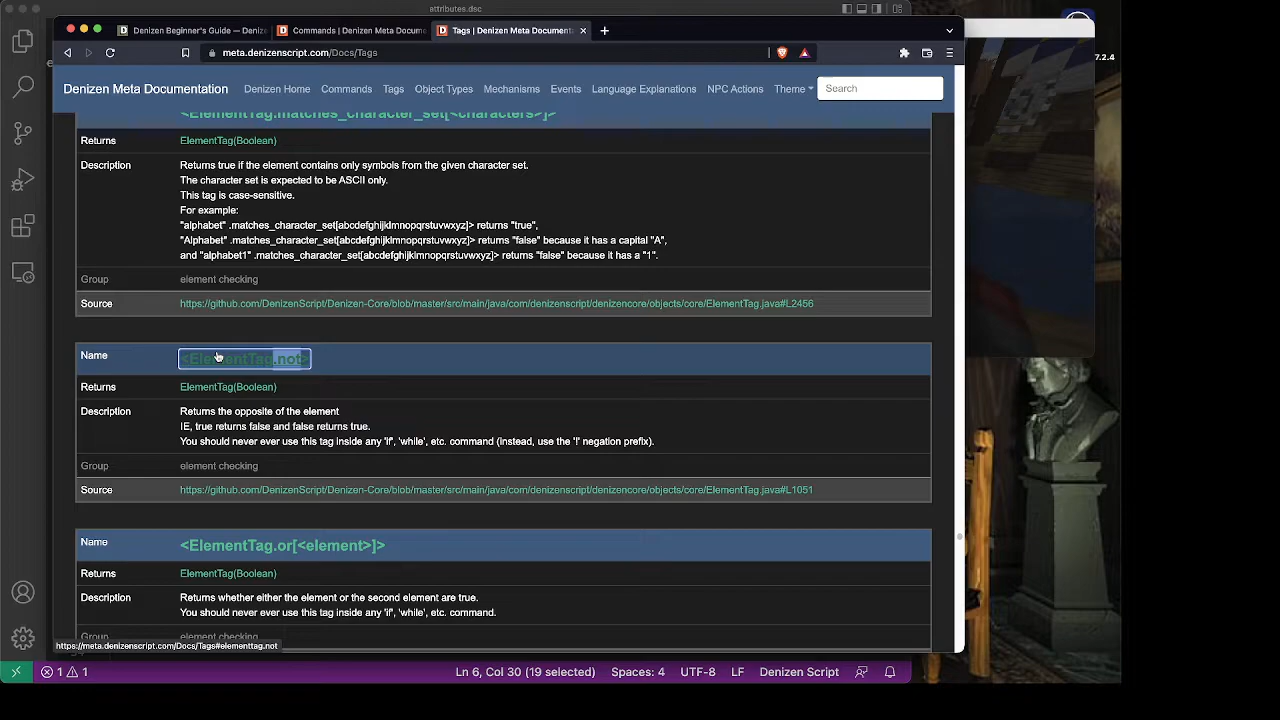 attributes.dsc
Denizen Beginner's Guide — Deniz
Commands | Denizen Meta Docume
Tags | Denizen Meta Documentati
meta.denizenscript.com/Docs/Tags
7.2.4
Denizen Meta Documentation
Denizen Home
Commands
Tags
Object Types
Mechanisms
Events
Language Explanations
NPC Actions
Theme
Search
<ElementTag.matches_character_set[<characters>]>
Returns ElementTag(Boolean)
Description Returns true if the element contains only symbols from the given character set.
The character set is expected to be ASCII only.
This tag is case-sensitive.
For example:
"alphabet" .matches_character_set[abcdefghijklmnopqrstuvwxyz]> returns "true",
"Alphabet" .matches_character_set[abcdefghijklmnopqrstuvwxyz]> returns "false" because it has a capital "A",
and "alphabet1" .matches_character_set[abcdefghijklmnopqrstuvwxyz]> returns "false" because it has a "1".
Group element checking
Source https://github.com/DenizenScript/Denizen-Core/blob/master/src/main/java/com/denizenscript/denizencore/objects/core/ElementTag.java#L2456
Name <ElementTag.not>
Returns ElementTag(Boolean)
Description Returns the opposite of the element
IE, true returns false and false returns true.
You should never ever use this tag inside any 'if', 'while', etc. command (instead, use the '!' negation prefix).
Group element checking
Source https://github.com/DenizenScript/Denizen-Core/blob/master/src/main/java/com/denizenscript/denizencore/objects/core/ElementTag.java#L1051
Name <ElementTag.or[<element>]>
Returns ElementTag(Boolean)
Description Returns whether either the element or the second element are true.
You should never ever use this tag inside any 'if', 'while', etc. command.
Group element checking
https://meta.denizenscript.com/Docs/Tags#elementtag.not
1 1 Ln 6, Col 30 (19 selected) Spaces: 4 UTF-8 LF Denizen Script